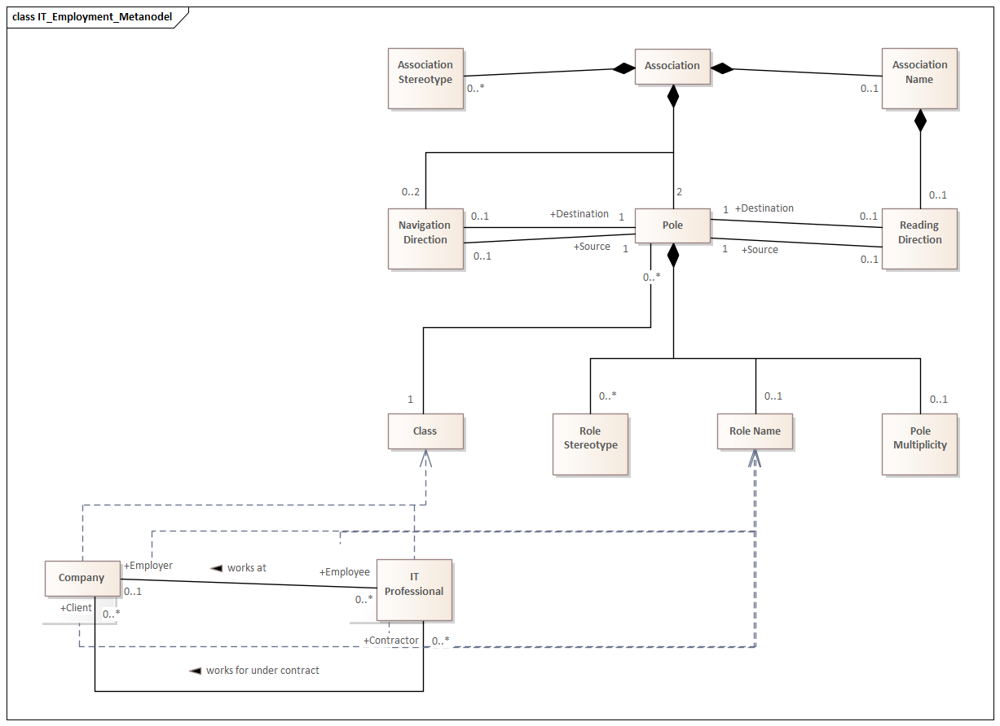 class IT_Employment_Metanodel
Association
Stereotype
0..*
Association
Association
Name
0..1
0..2
2
0..1
Navigation
Direction
0..1
+Destination
1
0..1
+Source
1
Pole
1
+Destination
0..1
1
+Source
0..1
Reading
Direction
0..*
1
0..*
0..1
0..1
Class
Role
Stereotype
Role Name
Pole
Multiplicity
Company
+Employer
0..1
works at
+Employee
0..*
IT
Professional
+Client
0..*
+Contractor
0..*
works for under contract